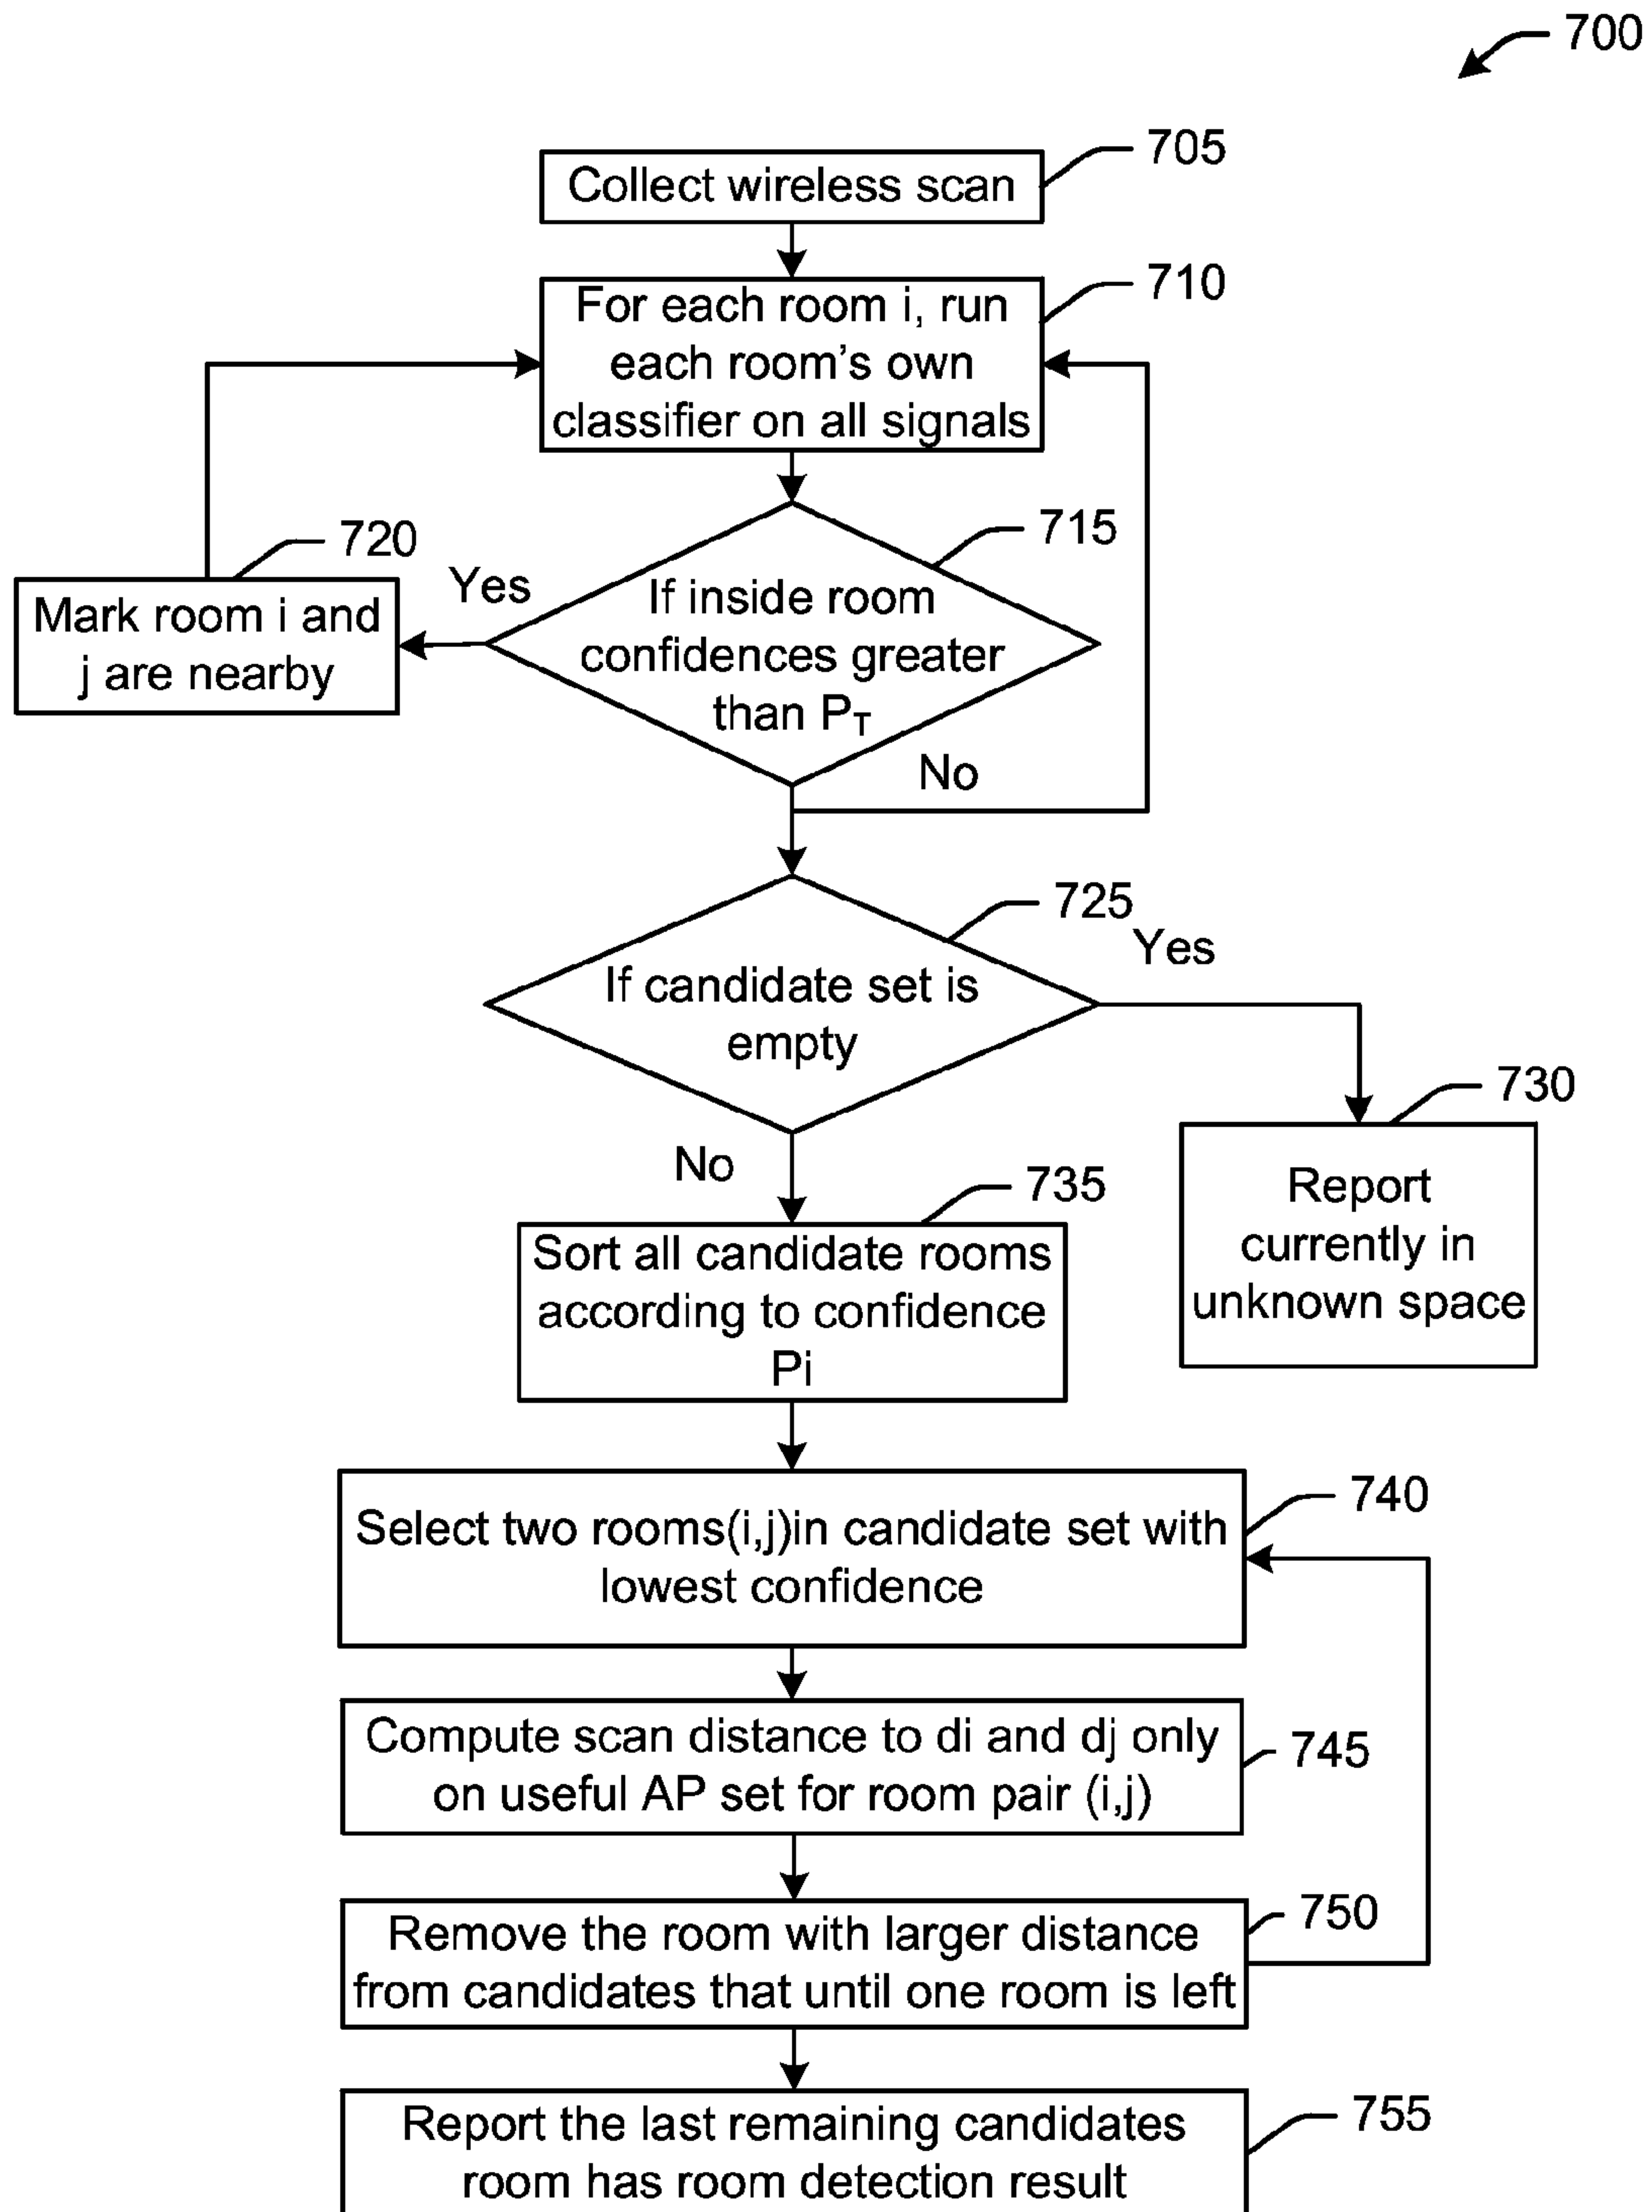 700
705
Collect wireless scan
710
For each room i, run
each room's own
classifier on all signals
715
720
Yes
If inside room
confidences greater
than PT
Mark room i and
j are nearby
No
725
Yes
If candidate set is
empty
730
No
735
Report
currently in
unknown space
Sort all candidate rooms
according to confidence
Pi
740
Select two rooms(i,j)in candidate set with
lowest confidence
745
Compute scan distance to di and dj only
on useful AP set for room pair (i,j)
750
Remove the room with larger distance
from candidates that until one room is left
755
Report the last remaining candidates
room has room detection result